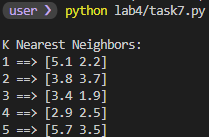 user ❯ python lab4/task7.py
K Nearest Neighbors:
1 ==> [5.1 2.2]
2 ==> [3.8 3.7]
3 ==> [3.4 1.9]
4 ==> [2.9 2.5]
5 ==> [5.7 3.5]